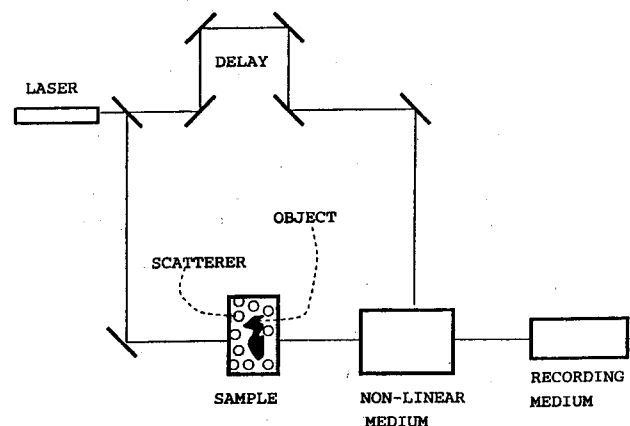 DELAY
LASER
OBJECT
SCATTERER
SAMPLE
NON-LINEAR
MEDIUM
RECORDING
MEDIUM